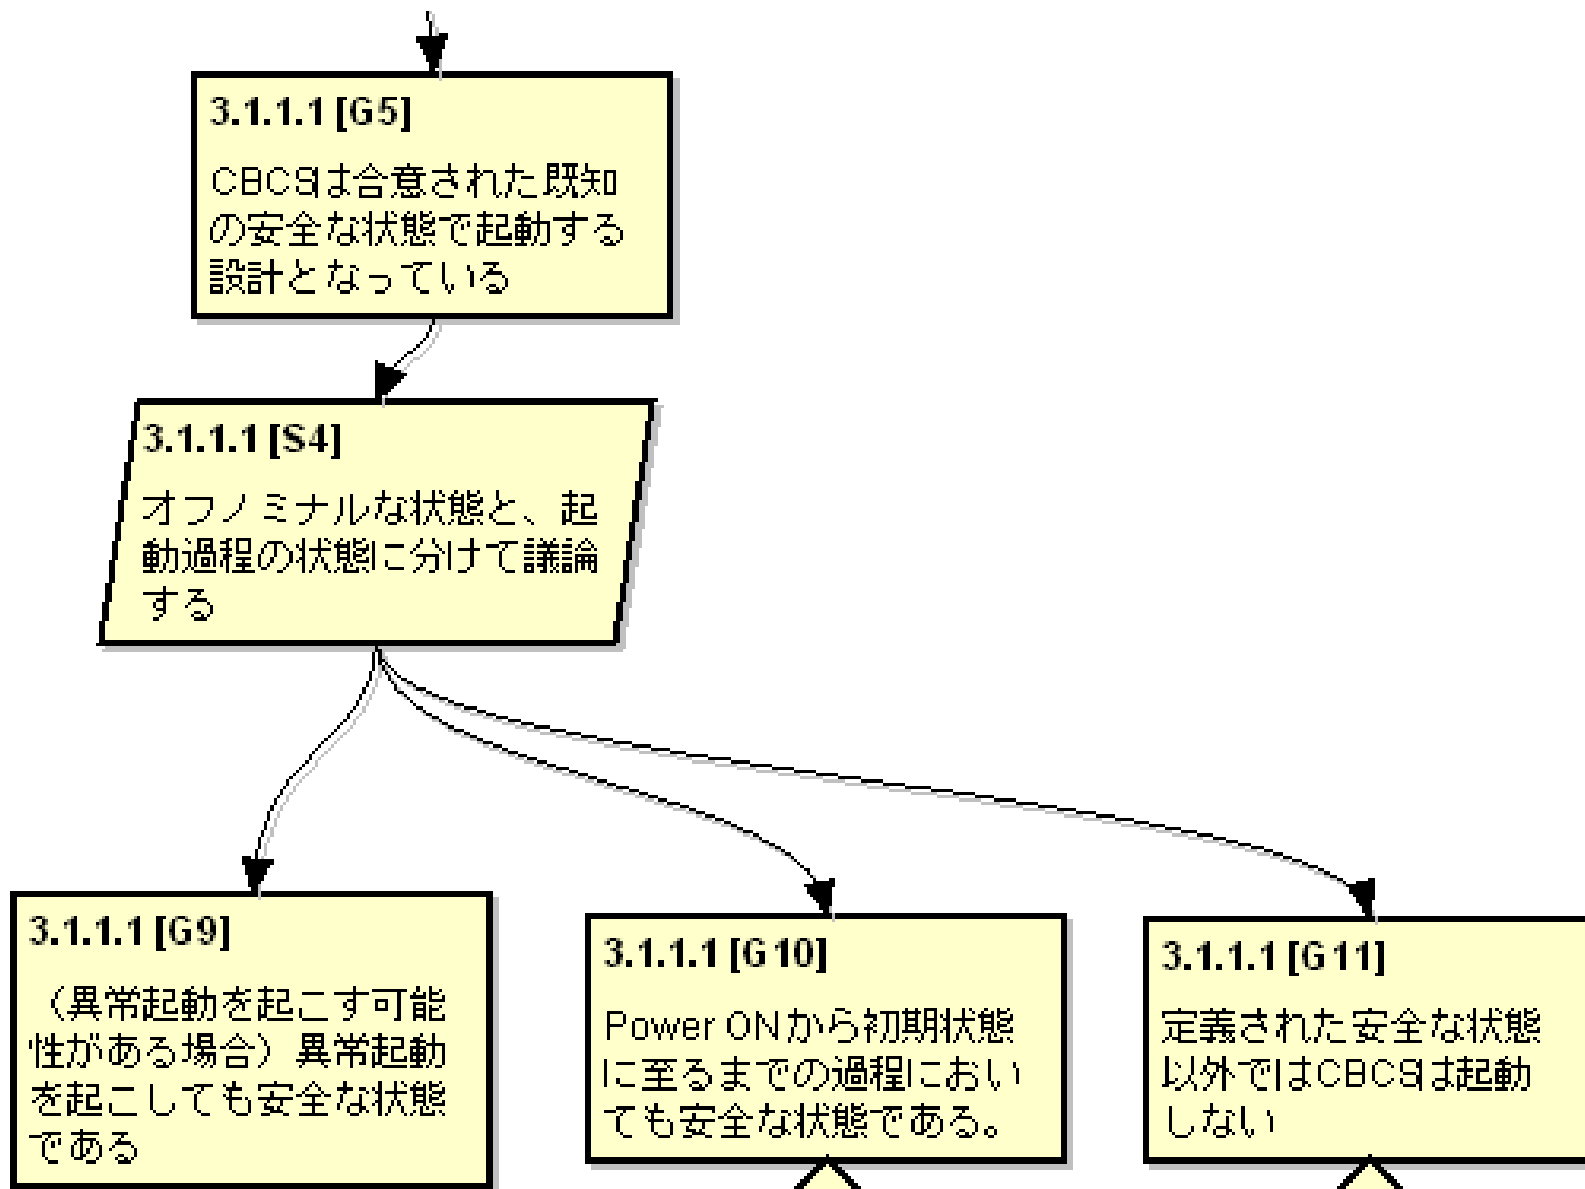 3.1.1.1 [G5]
CBCSは合意された既知
の安全な状態で起動する
設計となっている
3.1.1.1 [S4]
オフノミナルな状態と、起
動過程の状態に分けて議論
する
3.1.1.1 [G9]
（異常起動を起こす可能
性がある場合）異常起動
を起こしても安全な状態
である
3.1.1.1 [G10]
Power ONから初期状態
に至るまでの過程におい
ても安全な状態である。
3.1.1.1 [G11]
定義された安全な状態
以外ではCBCSは起動
しない